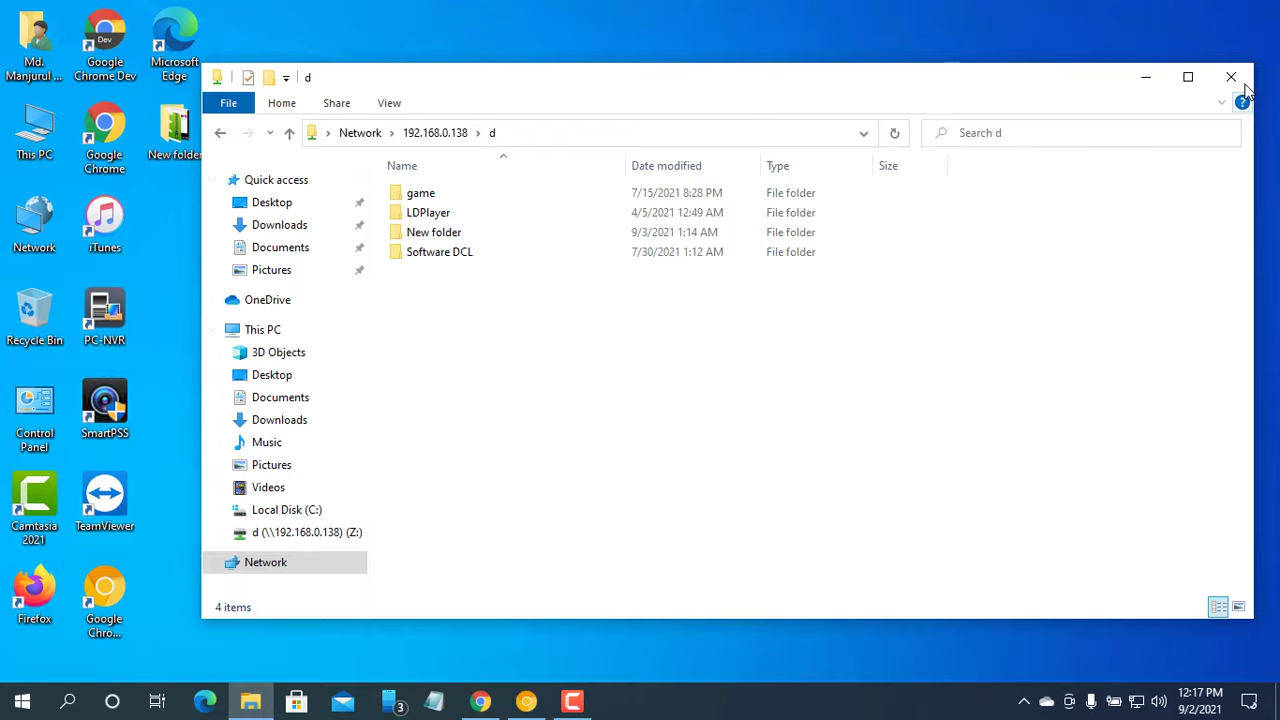 Md.
Manjurul ...
Google
Chrome Dev
Dev
Microsoft
Edge
This PC
Google
Chrome
New folder
Network
iTunes
Recycle Bin
PC-NVR
Control
Panel
SmartPSS
Camtasia
2021
TeamViewer
Firefox
Google
Chro...
d
File
Home
Share
View
Network
192.168.0.138
d
Search d
Name
Date modified
Type
Size
game
7/15/2021 8:28 PM
File folder
LDPlayer
4/5/2021 12:49 AM
File folder
New folder
9/3/2021 1:14 AM
File folder
Software DCL
7/30/2021 1:12 AM
File folder
Quick access
Desktop
Downloads
Documents
Pictures
OneDrive
This PC
3D Objects
Desktop
Documents
Downloads
Music
Pictures
Videos
Local Disk (C:)
d (\\192.168.0.138) (Z:)
Network
4 items
3
12:17 PM
9/2/2021